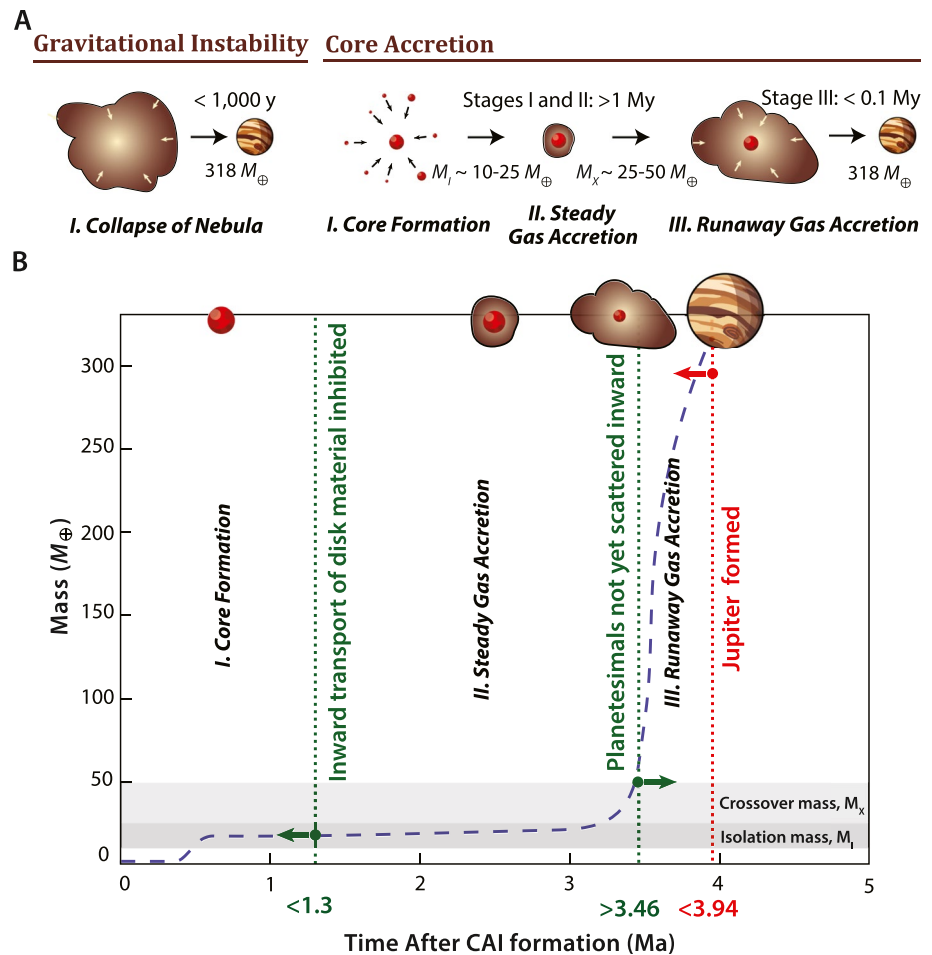 A
Gravitational Instability
Core Accretion
< 1,000 y
318 M⊕
I. Collapse of Nebula
Stages I and II: >1 My
M_I ~ 10-25 M⊕
M_X ~ 25-50 M⊕
I. Core Formation
II. Steady
Gas Accretion
Stage III: < 0.1 My
318 M⊕
III. Runaway Gas Accretion
B
Mass (M⊕)
300
250
200
150
100
50
0
I. Core Formation
Inward transport of disk material inhibited
II. Steady Gas Accretion
Planetesimals not yet scattered inward
III. Runaway Gas Accretion
Jupiter formed
Crossover mass, M_X
Isolation mass, M_I
0
1
2
3
4
5
<1.3
>3.46
<3.94
Time After CAI formation (Ma)